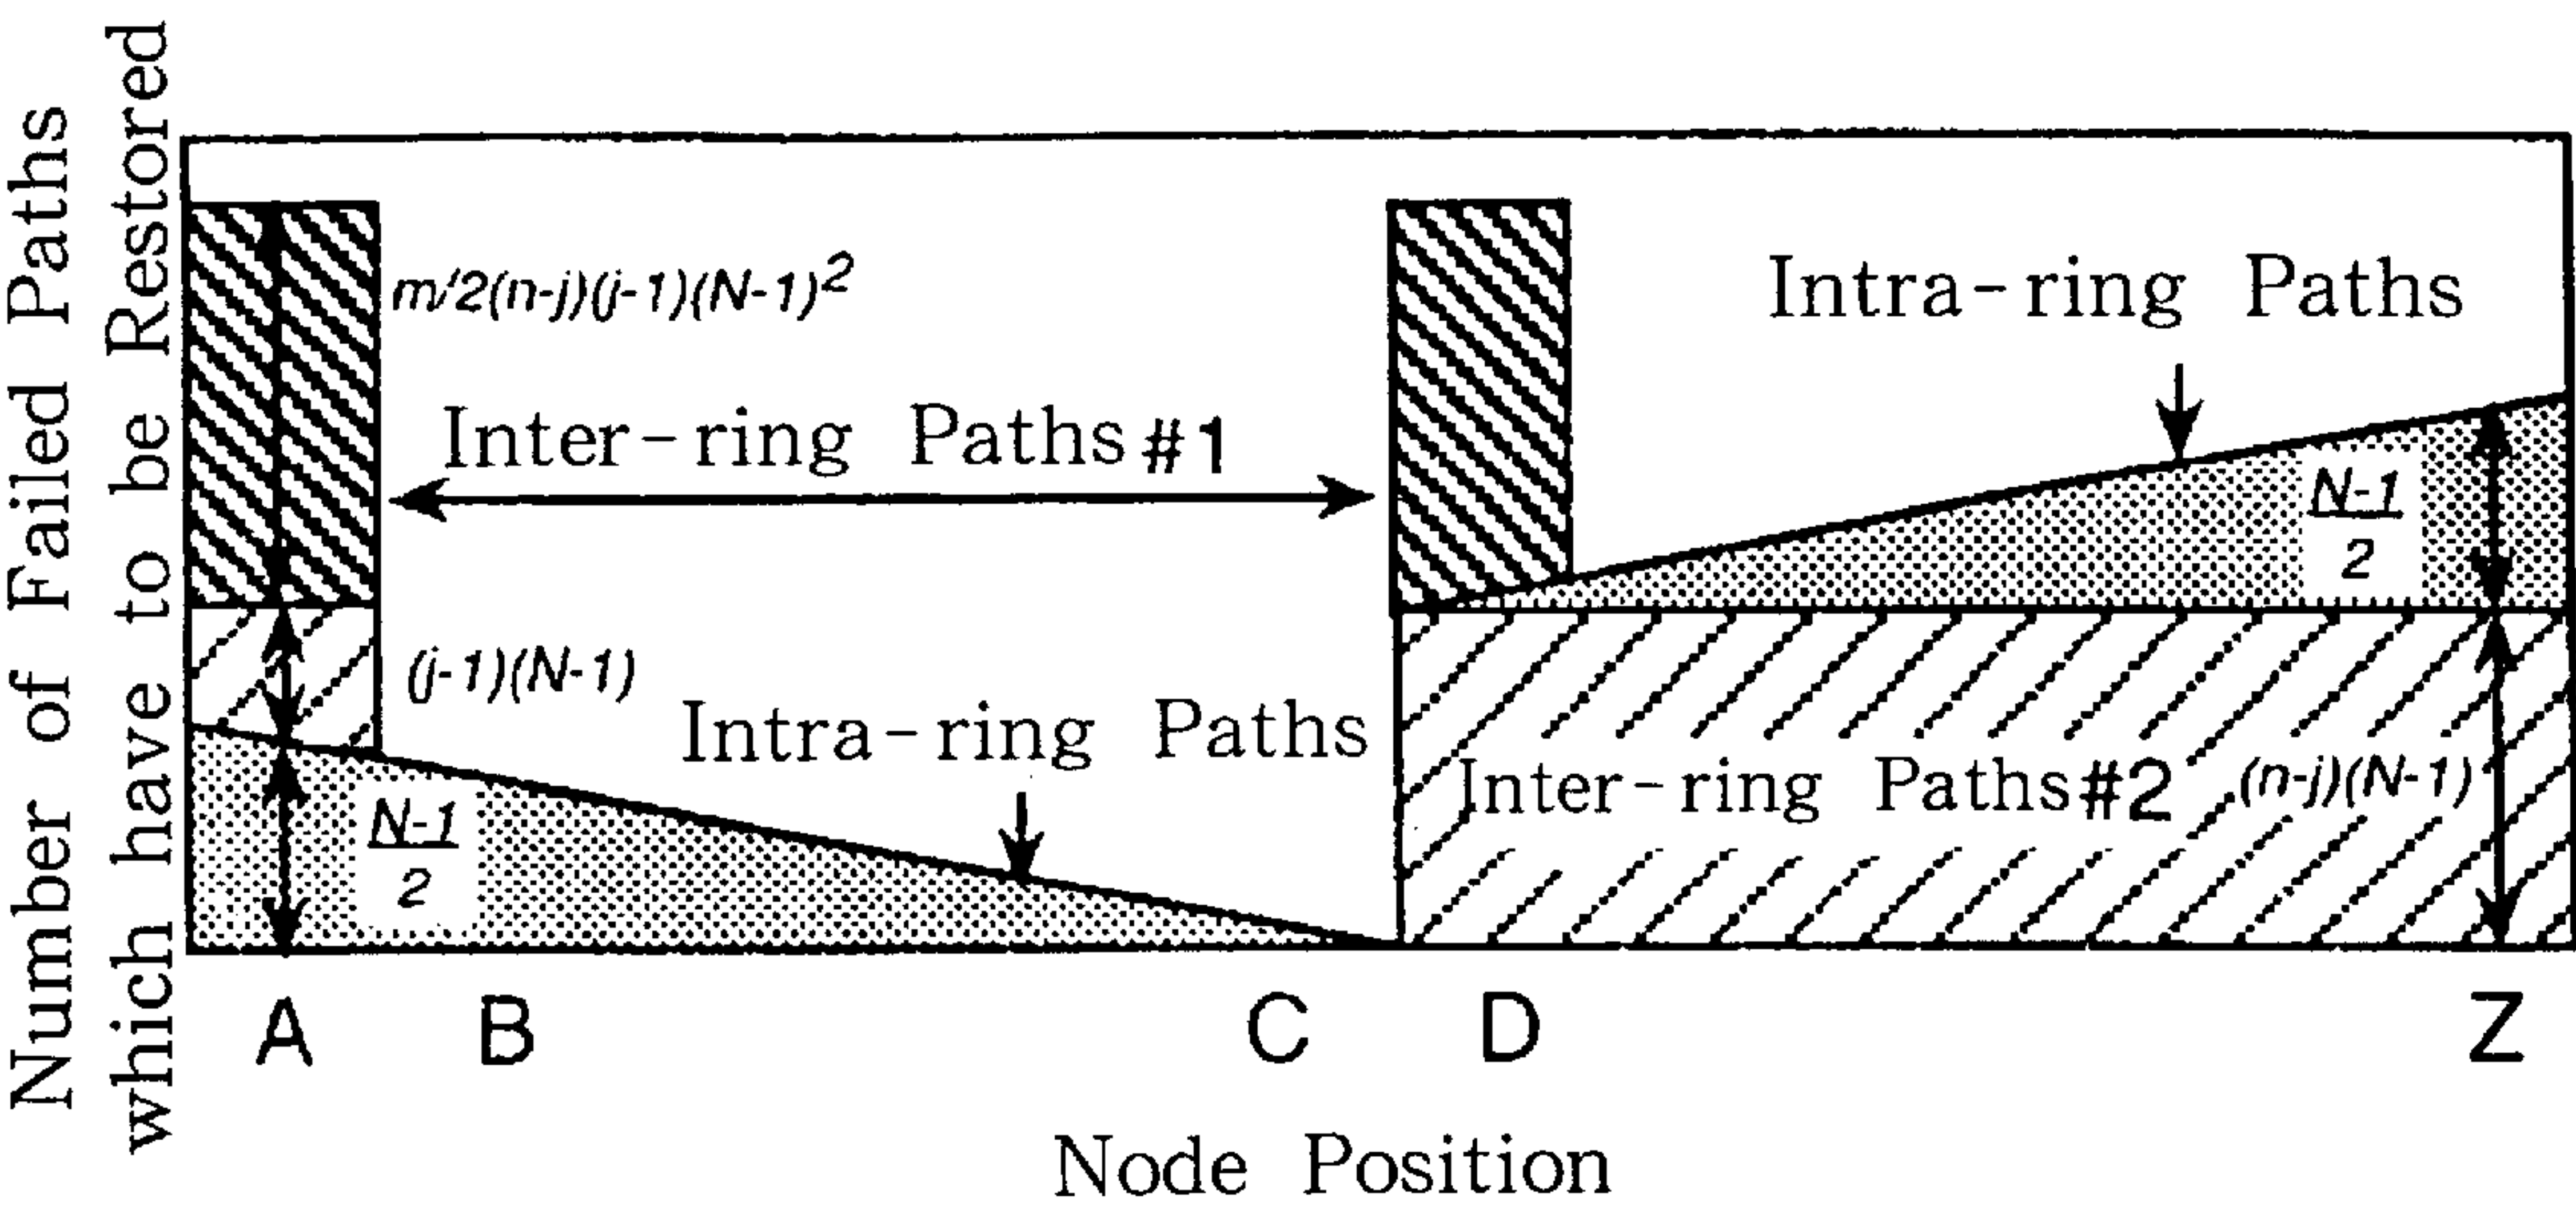 Number of Failed Paths
which have to be Restored
m/2(n-j)(j-1)(N-1)²
Intra-ring Paths
Inter-ring Paths #1
N-1
2
(j-1)(N-1)
Intra-ring Paths
Inter-ring Paths #2 (n-j)(N-1)
N-1
2
A B C D Z
Node Position